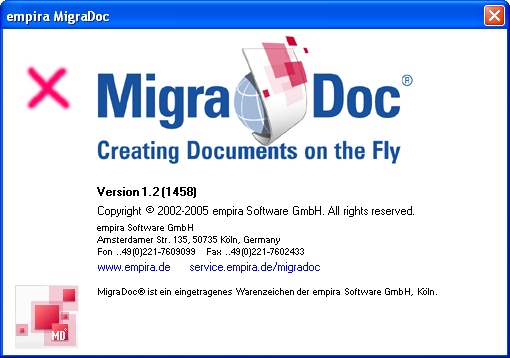 empira MigraDoc
MigraDoc®
Creating Documents on the Fly
Version 1.2 (1458)
Copyright © 2002-2005 empira Software GmbH. All rights reserved.
empira Software GmbH
Amsterdamer Str. 135, 50735 Köln, Germany
Fon ..49(0)221-7609099 Fax ..49(0)221-7602433
www.empira.de service.empira.de/migradoc
MigraDoc® ist ein eingetragenes Warenzeichen der empira Software GmbH, Köln.
MD